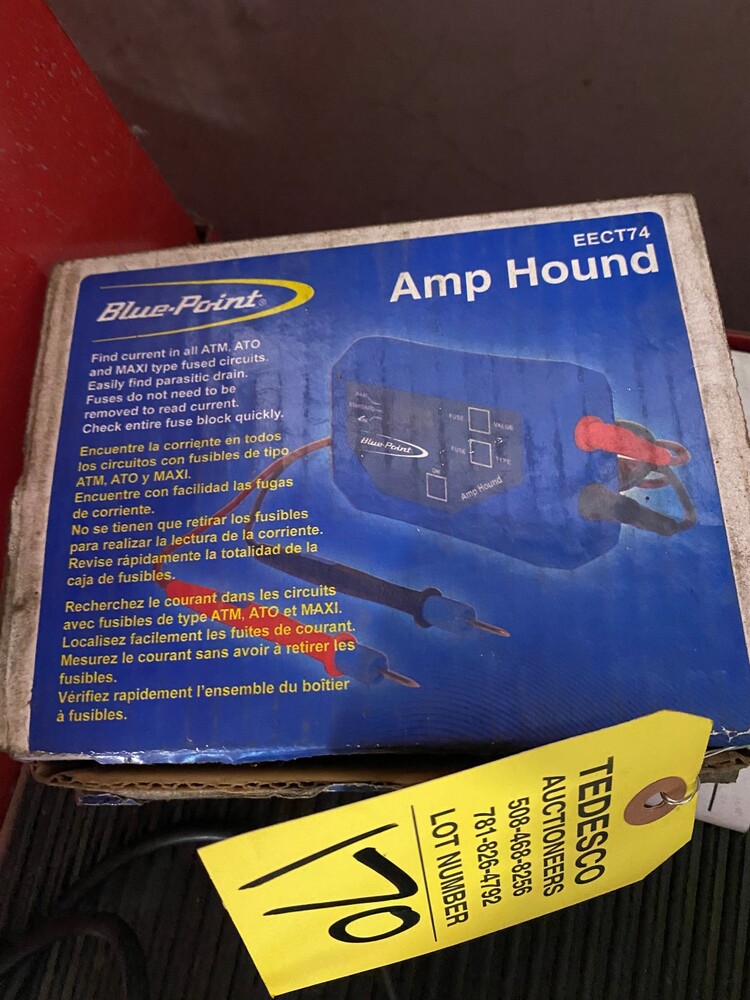 EECT74
Amp Hound
Blue-Point®
Find current in all ATM, ATO
and MAXI type fused circuits.
Easily find parasitic drain.
Fuses do not need to be
removed to read current.
Check entire fuse block quickly.
Encuentre la corriente en todos
los circuitos con fusibles de tipo
ATM, ATO y MAXI.
Encuentre con facilidad las fugas
de corriente.
No se tienen que retirar los fusibles
para realizar la lectura de la corriente.
Revise rápidamente la totalidad de la
caja de fusibles.
Recherchez le courant dans les circuits
avec fusibles de type ATM, ATO et MAXI.
Localisez facilement les fuites de courant.
Mesurez le courant sans avoir à retirer les
fusibles.
Vérifiez rapidement l'ensemble du boîtier
à fusibles.
FUSE VALUE
FUSE TYPE
Blue-Point
ON
Amp Hound
TEDESCO
AUCTIONEERS
508-468-8256
781-826-4792
LOT NUMBER
170